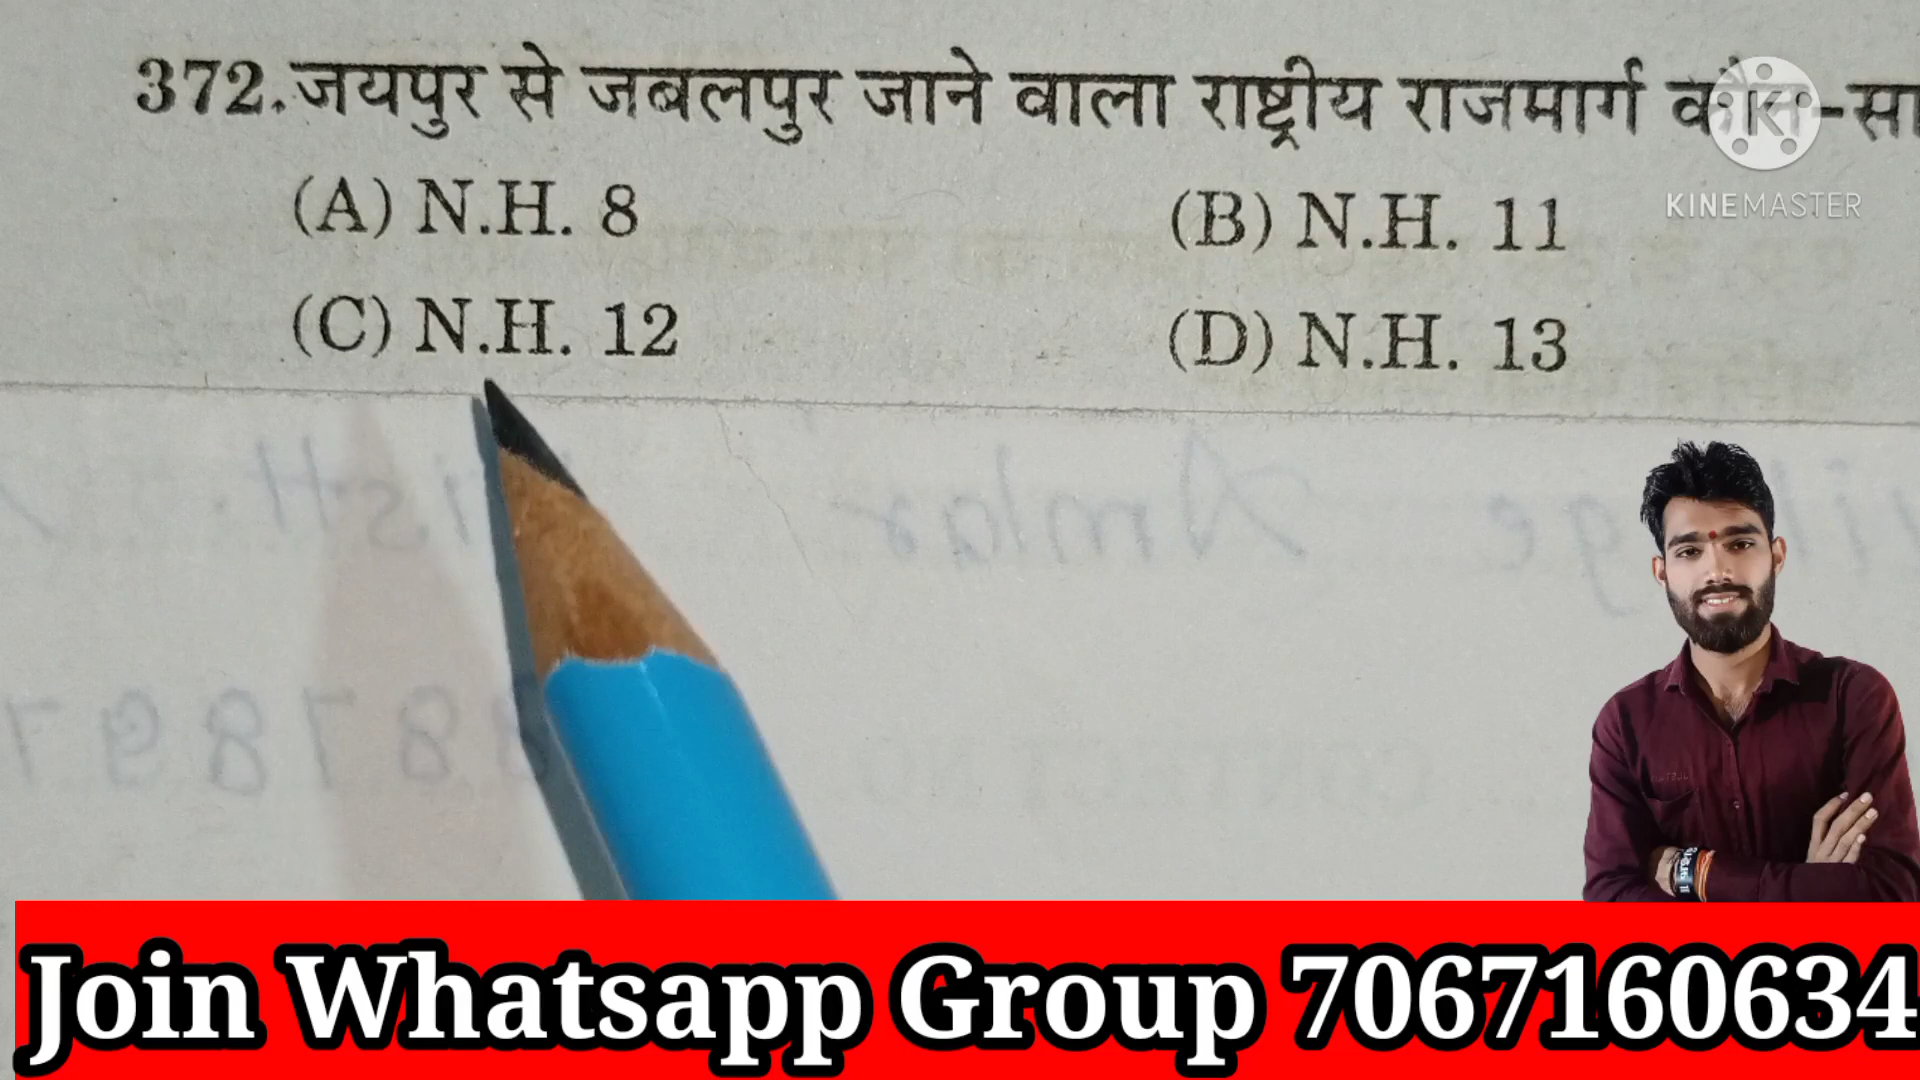 372.जयपुर से जबलपुर जाने वाला राष्ट्रीय राजमार्ग कौन-सा
(A) N.H. 8
(B) N.H. 11
(C) N.H. 12
(D) N.H. 13
KINEMASTER
Join Whatsapp Group 7067160634